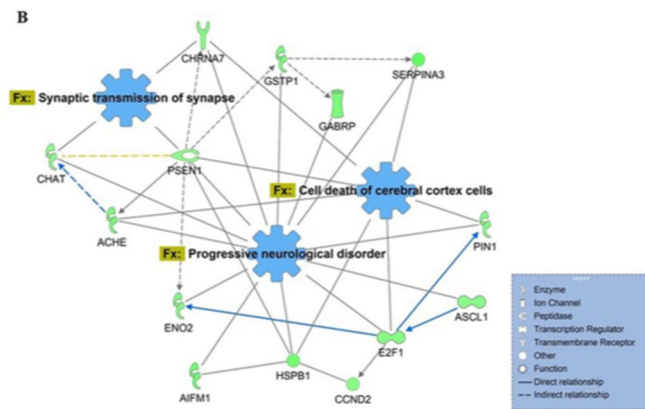 B
CHRNA7
GSTP1
SERPINA3
Fx: Synaptic transmission of synapse
GABRP
CHAT
PSEN1
Fx: Cell death of cerebral cortex cells
ACHE
PIN1
Fx: Progressive neurological disorder
ENO2
ASCL1
E2F1
HSPB1
AIFM1
CCND2
Enzyme
Ion Channel
Peptidase
Transcription Regulator
Transmembrane Receptor
Other
Function
Direct relationship
Indirect relationship